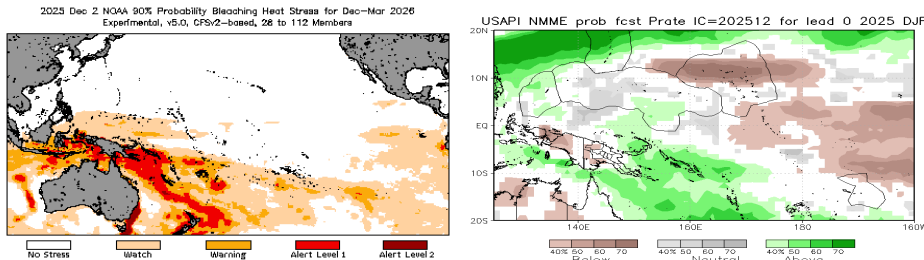 2025 Dec 2 NOAA 90% Probability Bleaching Heat Stress for Dec-Mar 2026
Experimental, v5.0, CFSv2-based, 28 to 112 Members
No Stress
Watch
Warning
Alert Level 1
Alert Level 2
USAPI NMME prob fcst Prate IC=202512 for lead 0 2025 DJF
20N
10N
EQ
10S
20S
140E
160E
180
160W
40% 50 60 70
40% 50 60 70
40% 50 60 70
Below
Neutral
Above